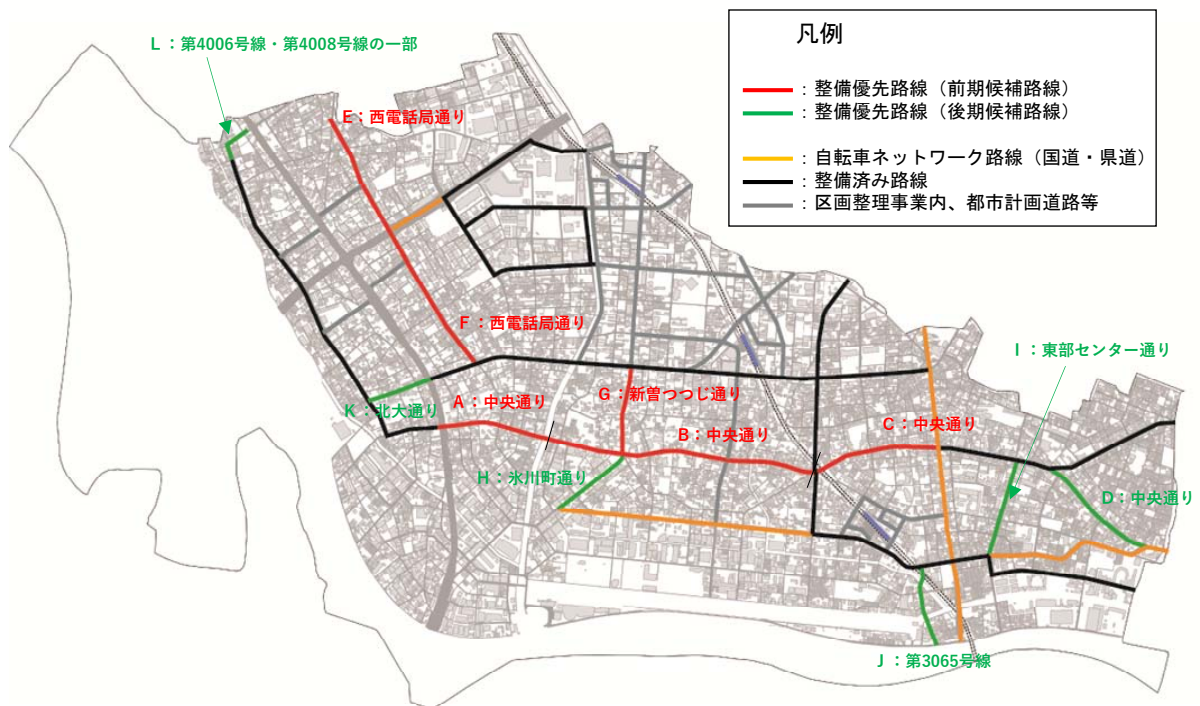 L：第4006号線・第4008号線の一部
凡例
：整備優先路線（前期候補路線）
：整備優先路線（後期候補路線）
：自転車ネットワーク路線（国道・県道）
：整備済み路線
：区画整理事業内、都市計画道路等
E：西電話局通り
F：西電話局通り
I：東部センター通り
K：北大通り
A：中央通り
G：新曽つつじ通り
B：中央通り
C：中央通り
H：氷川町通り
D：中央通り
J：第3065号線